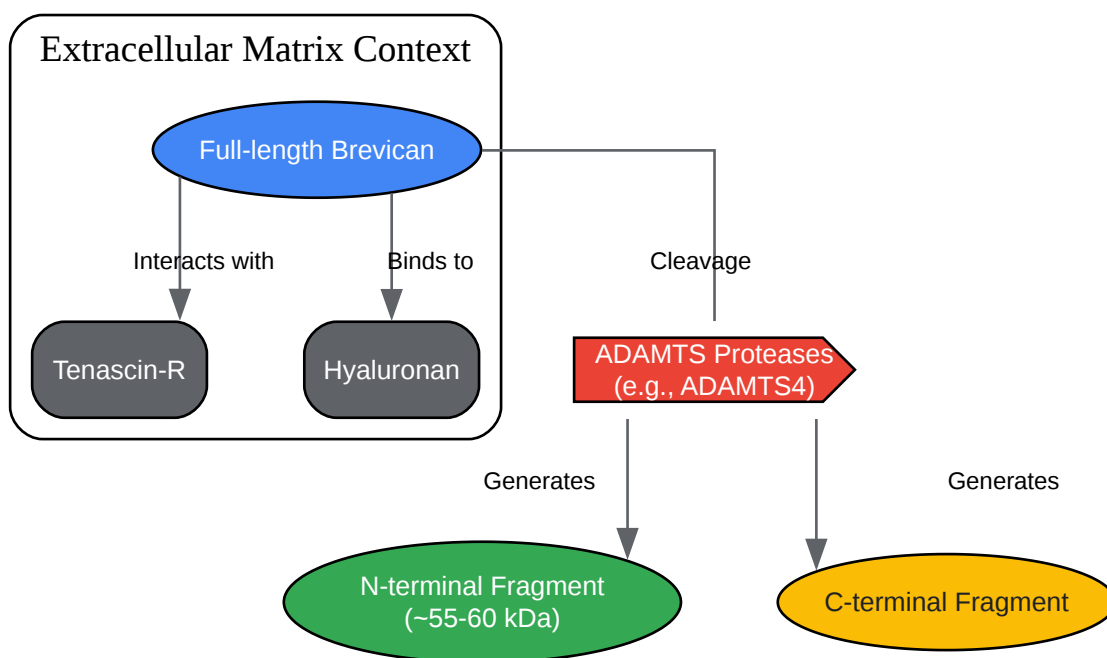 Extracellular Matrix Context
Full-length Brevican
Interacts with
Binds to
Cleavage
Tenascin-R
Hyaluronan
ADAMTS Proteases
(e.g., ADAMTS4)
Generates
Generates
N-terminal Fragment
(~55-60 kDa)
C-terminal Fragment